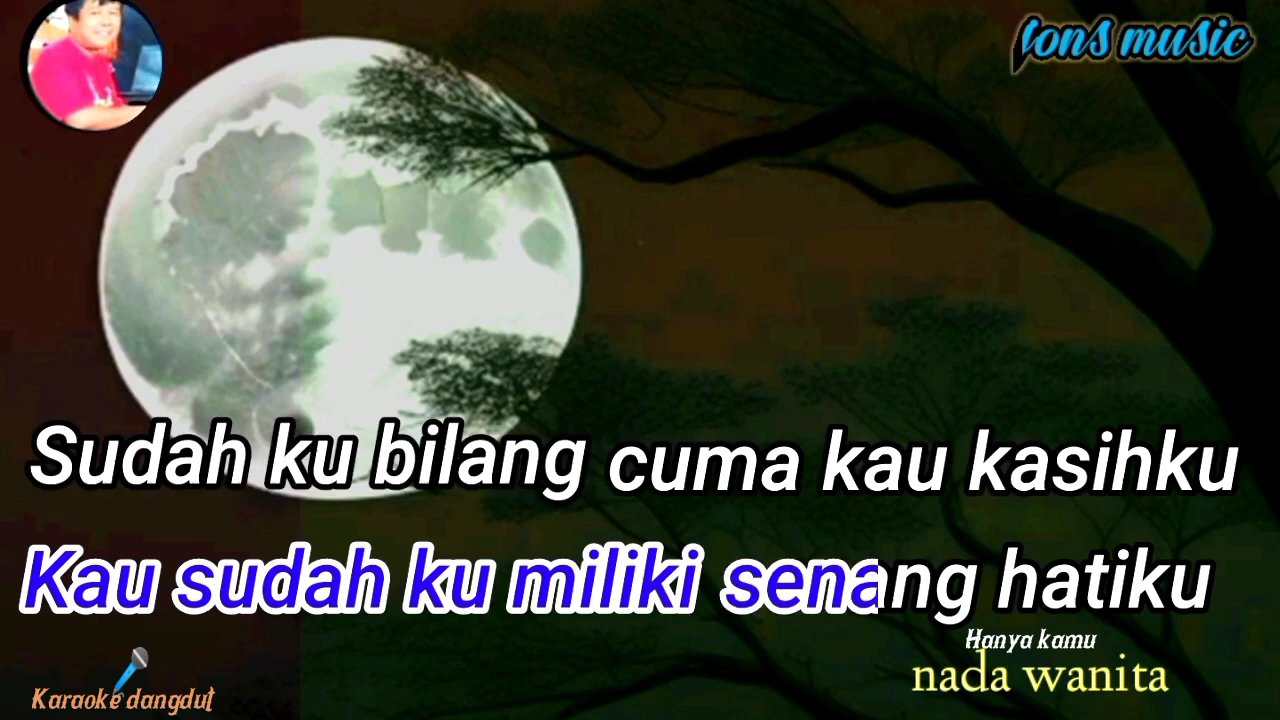 fons music
Sudah ku bilang cuma kau kasihku
Kau sudah ku miliki senang hatiku
Hanya kamu
nada wanita
Karaoke dangdut